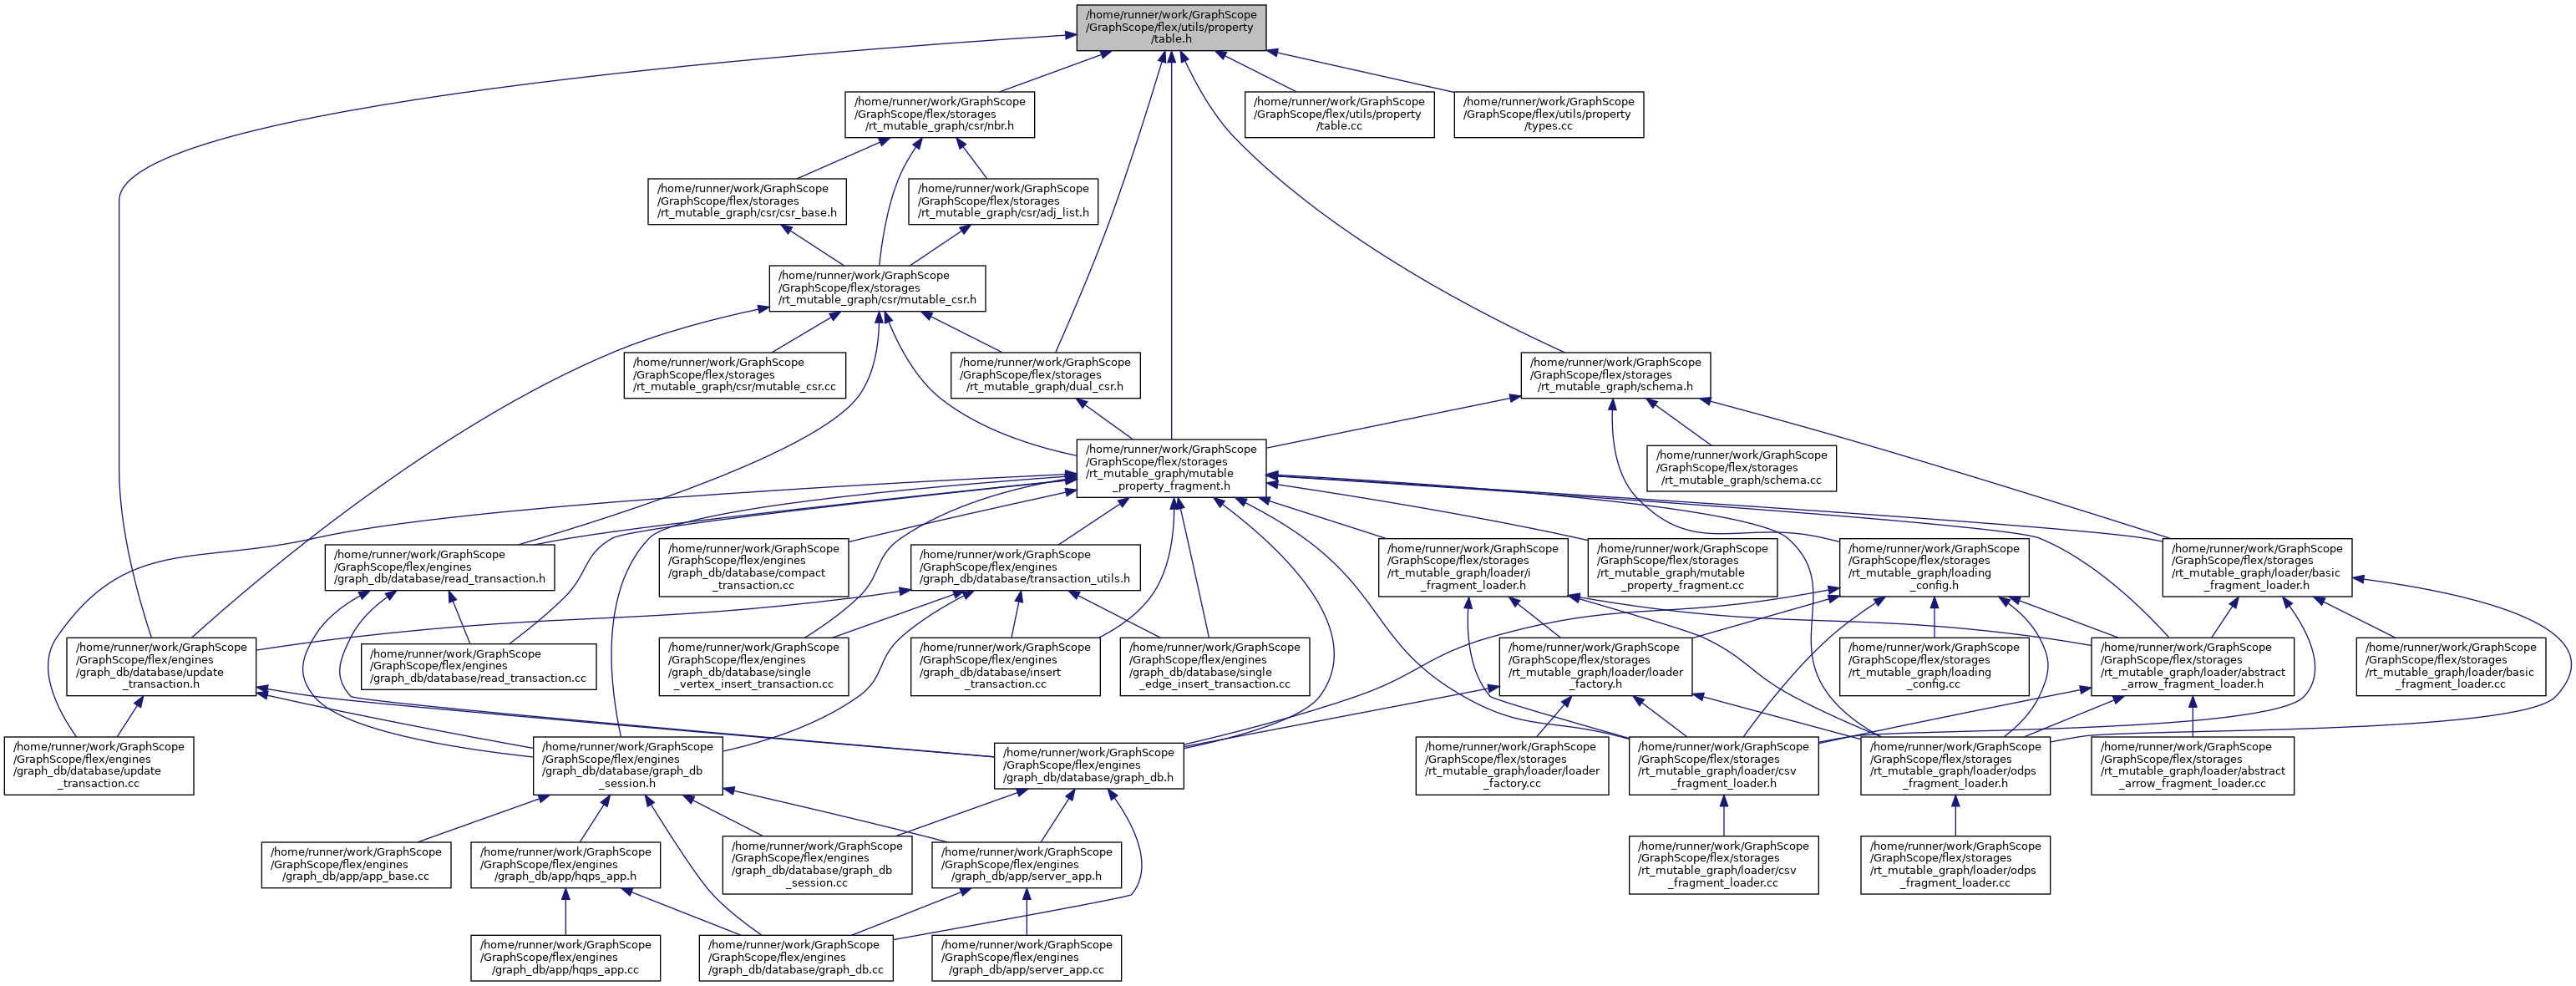 /home/runner/work/GraphScope
/GraphScope/flex/utils/property
/table.h
/home/runner/work/GraphScope
/GraphScope/flex/storages
/rt_mutable_graph/csr/nbr.h
/home/runner/work/GraphScope
/GraphScope/flex/utils/property
/table.cc
/home/runner/work/GraphScope
/GraphScope/flex/utils/property
/types.cc
/home/runner/work/GraphScope
/GraphScope/flex/storages
/rt_mutable_graph/csr/csr_base.h
/home/runner/work/GraphScope
/GraphScope/flex/storages
/rt_mutable_graph/csr/adj_list.h
/home/runner/work/GraphScope
/GraphScope/flex/storages
/rt_mutable_graph/csr/mutable_csr.h
/home/runner/work/GraphScope
/GraphScope/flex/storages
/rt_mutable_graph/csr/mutable_csr.cc
/home/runner/work/GraphScope
/GraphScope/flex/storages
/rt_mutable_graph/dual_csr.h
/home/runner/work/GraphScope
/GraphScope/flex/storages
/rt_mutable_graph/schema.h
/home/runner/work/GraphScope
/GraphScope/flex/storages
/rt_mutable_graph/mutable
_property_fragment.h
/home/runner/work/GraphScope
/GraphScope/flex/storages
/rt_mutable_graph/schema.cc
/home/runner/work/GraphScope
/GraphScope/flex/engines
/graph_db/database/read_transaction.h
/home/runner/work/GraphScope
/GraphScope/flex/engines
/graph_db/database/compact
_transaction.cc
/home/runner/work/GraphScope
/GraphScope/flex/engines
/graph_db/database/transaction_utils.h
/home/runner/work/GraphScope
/GraphScope/flex/storages
/rt_mutable_graph/loader/i
_fragment_loader.h
/home/runner/work/GraphScope
/GraphScope/flex/storages
/rt_mutable_graph/mutable
_property_fragment.cc
/home/runner/work/GraphScope
/GraphScope/flex/storages
/rt_mutable_graph/loading
_config.h
/home/runner/work/GraphScope
/GraphScope/flex/storages
/rt_mutable_graph/loader/basic
_fragment_loader.h
/home/runner/work/GraphScope
/GraphScope/flex/engines
/graph_db/database/update
_transaction.h
/home/runner/work/GraphScope
/GraphScope/flex/engines
/graph_db/database/read_transaction.cc
/home/runner/work/GraphScope
/GraphScope/flex/engines
/graph_db/database/single
_vertex_insert_transaction.cc
/home/runner/work/GraphScope
/GraphScope/flex/engines
/graph_db/database/insert
_transaction.cc
/home/runner/work/GraphScope
/GraphScope/flex/engines
/graph_db/database/single
_edge_insert_transaction.cc
/home/runner/work/GraphScope
/GraphScope/flex/storages
/rt_mutable_graph/loader/loader
_factory.h
/home/runner/work/GraphScope
/GraphScope/flex/storages
/rt_mutable_graph/loading
_config.cc
/home/runner/work/GraphScope
/GraphScope/flex/storages
/rt_mutable_graph/loader/abstract
_arrow_fragment_loader.h
/home/runner/work/GraphScope
/GraphScope/flex/storages
/rt_mutable_graph/loader/basic
_fragment_loader.cc
/home/runner/work/GraphScope
/GraphScope/flex/engines
/graph_db/database/update
_transaction.cc
/home/runner/work/GraphScope
/GraphScope/flex/engines
/graph_db/database/graph_db
_session.h
/home/runner/work/GraphScope
/GraphScope/flex/engines
/graph_db/database/graph_db.h
/home/runner/work/GraphScope
/GraphScope/flex/storages
/rt_mutable_graph/loader/loader
_factory.cc
/home/runner/work/GraphScope
/GraphScope/flex/storages
/rt_mutable_graph/loader/csv
_fragment_loader.h
/home/runner/work/GraphScope
/GraphScope/flex/storages
/rt_mutable_graph/loader/odps
_fragment_loader.h
/home/runner/work/GraphScope
/GraphScope/flex/storages
/rt_mutable_graph/loader/abstract
_arrow_fragment_loader.cc
/home/runner/work/GraphScope
/GraphScope/flex/engines
/graph_db/app/app_base.cc
/home/runner/work/GraphScope
/GraphScope/flex/engines
/graph_db/app/hqps_app.h
/home/runner/work/GraphScope
/GraphScope/flex/engines
/graph_db/database/graph_db
_session.cc
/home/runner/work/GraphScope
/GraphScope/flex/engines
/graph_db/app/server_app.h
/home/runner/work/GraphScope
/GraphScope/flex/storages
/rt_mutable_graph/loader/csv
_fragment_loader.cc
/home/runner/work/GraphScope
/GraphScope/flex/storages
/rt_mutable_graph/loader/odps
_fragment_loader.cc
/home/runner/work/GraphScope
/GraphScope/flex/engines
/graph_db/app/hqps_app.cc
/home/runner/work/GraphScope
/GraphScope/flex/engines
/graph_db/database/graph_db.cc
/home/runner/work/GraphScope
/GraphScope/flex/engines
/graph_db/app/server_app.cc